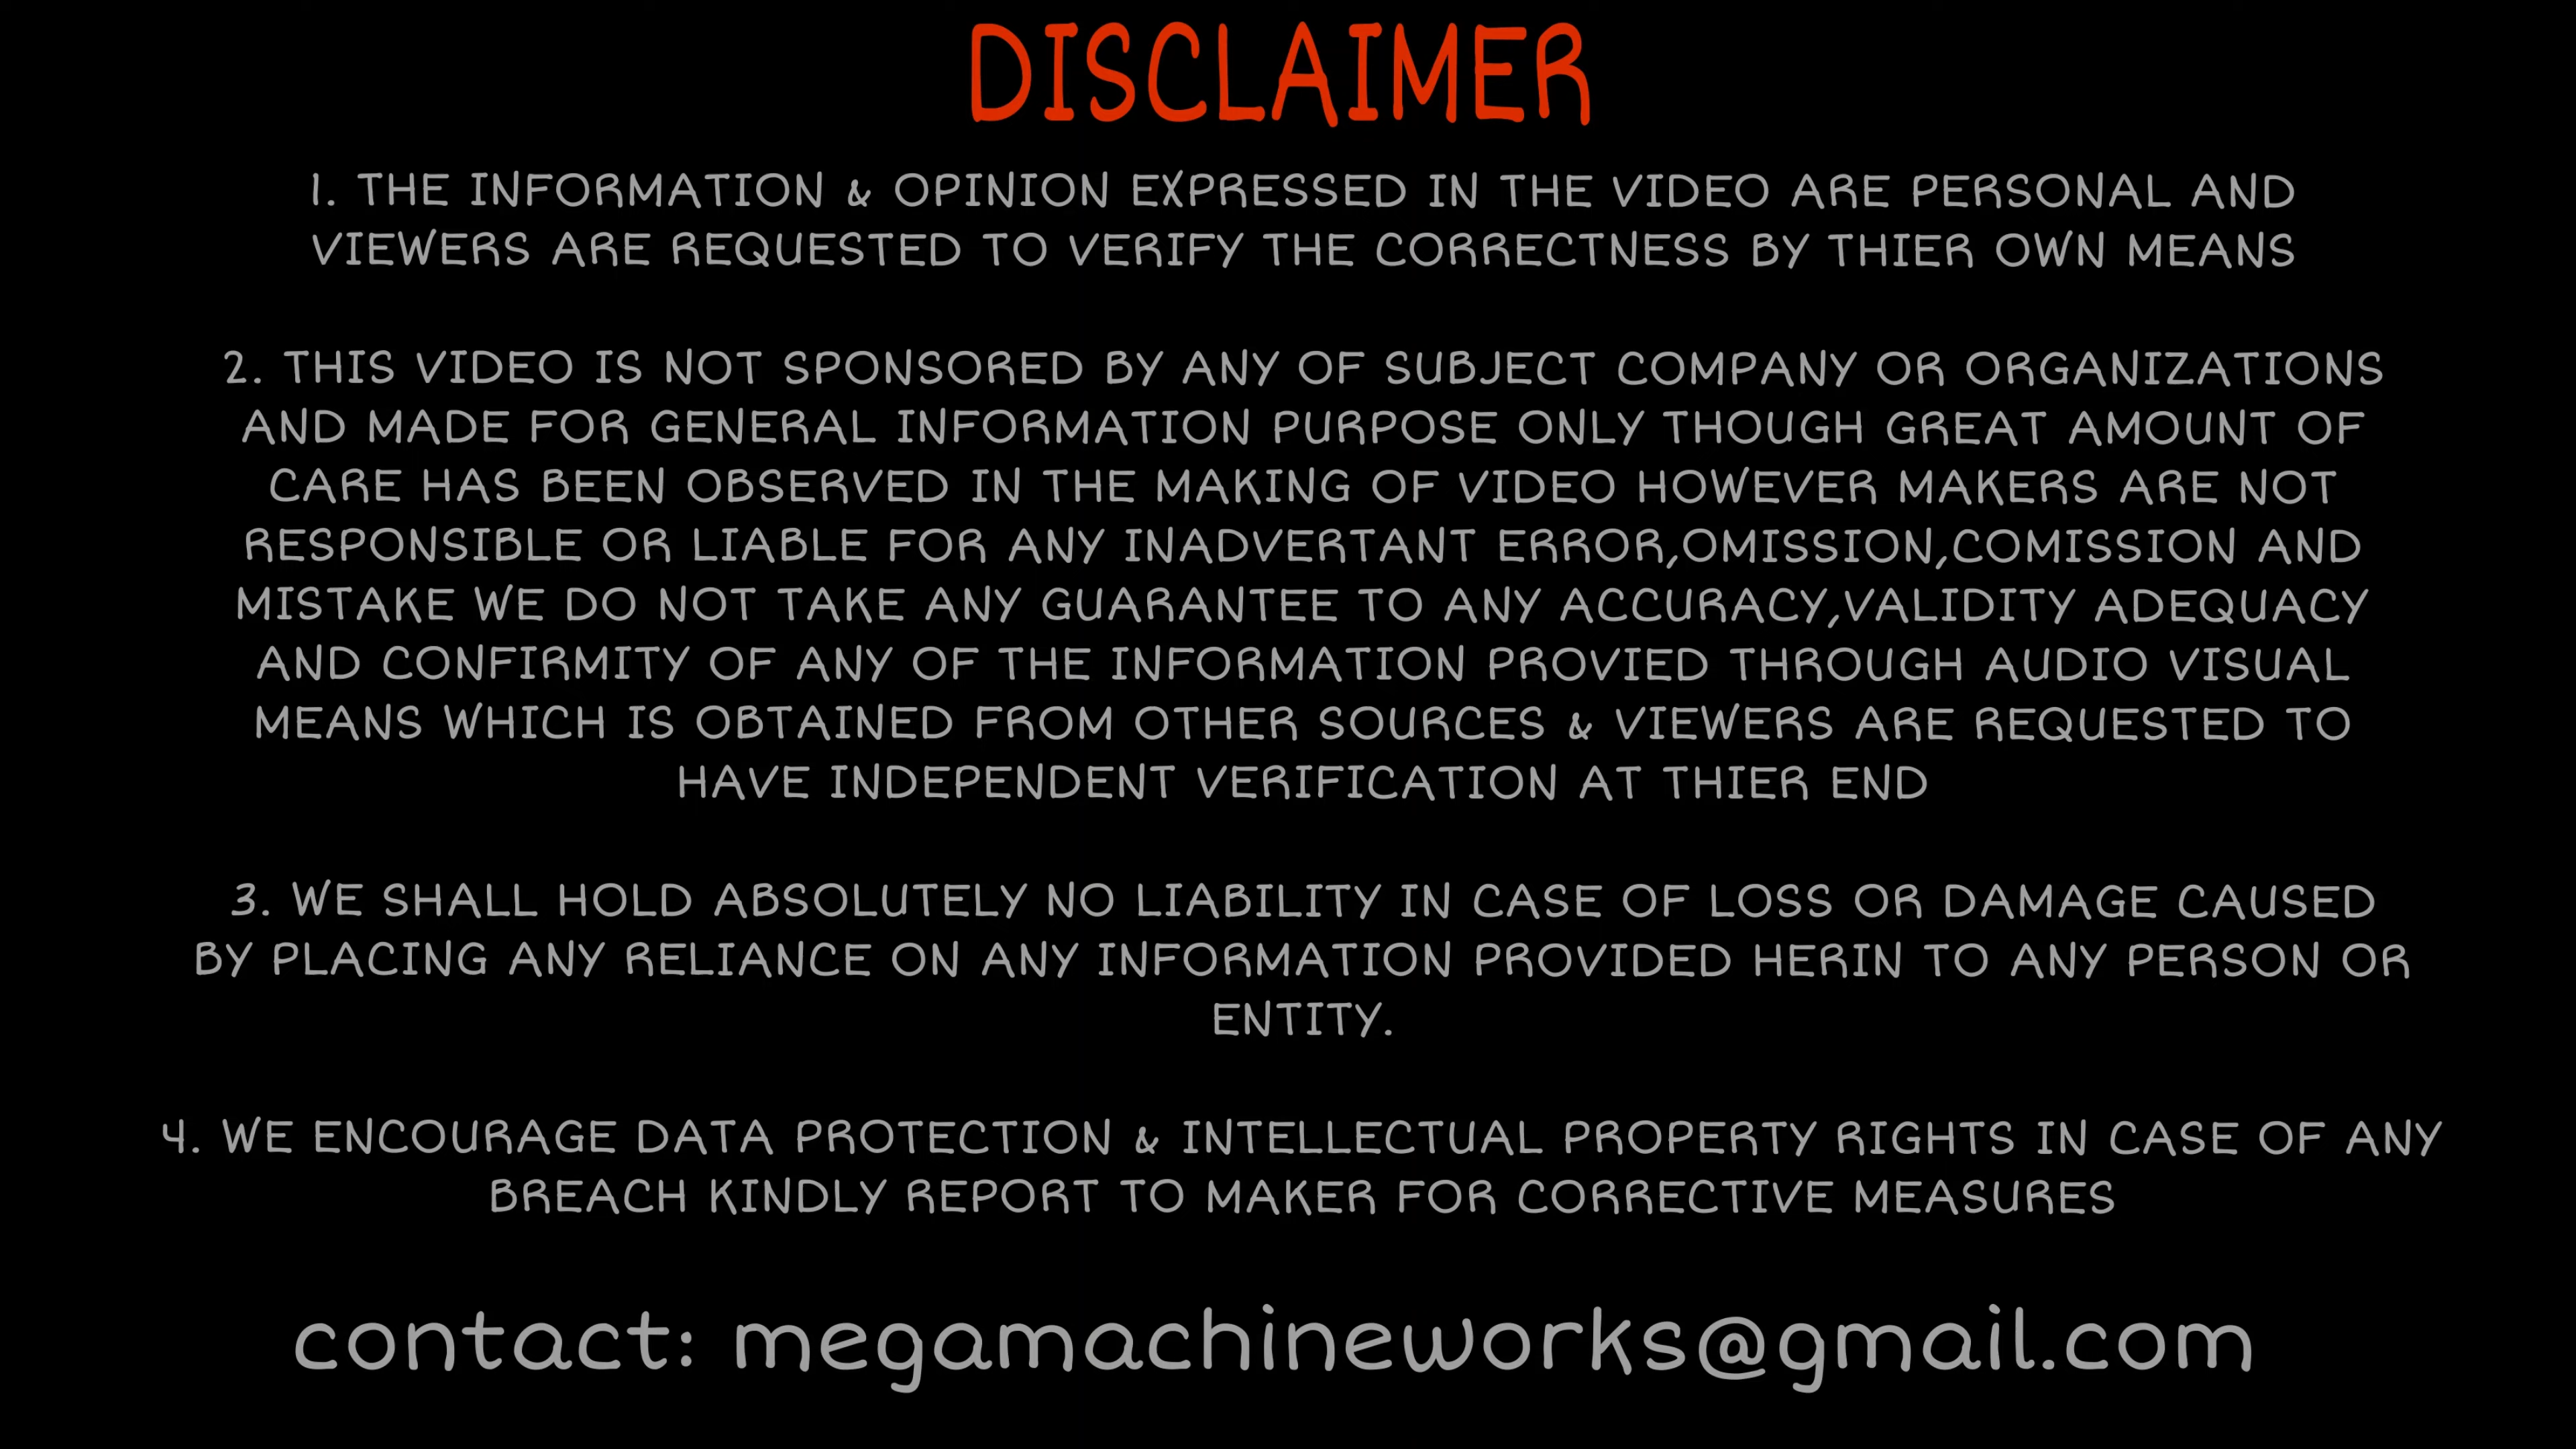 DISCLAIMER
1. THE INFORMATION & OPINION EXPRESSED IN THE VIDEO ARE PERSONAL AND
VIEWERS ARE REQUESTED TO VERIFY THE CORRECTNESS BY THIER OWN MEANS
2. THIS VIDEO IS NOT SPONSORED BY ANY OF SUBJECT COMPANY OR ORGANIZATIONS
AND MADE FOR GENERAL INFORMATION PURPOSE ONLY THOUGH GREAT AMOUNT OF
CARE HAS BEEN OBSERVED IN THE MAKING OF VIDEO HOWEVER MAKERS ARE NOT
RESPONSIBLE OR LIABLE FOR ANY INADVERTANT ERROR,OMISSION,COMISSION AND
MISTAKE WE DO NOT TAKE ANY GUARANTEE TO ANY ACCURACY,VALIDITY ADEQUACY
AND CONFIRMITY OF ANY OF THE INFORMATION PROVIED THROUGH AUDIO VISUAL
MEANS WHICH IS OBTAINED FROM OTHER SOURCES & VIEWERS ARE REQUESTED TO
HAVE INDEPENDENT VERIFICATION AT THIER END
3. WE SHALL HOLD ABSOLUTELY NO LIABILITY IN CASE OF LOSS OR DAMAGE CAUSED
BY PLACING ANY RELIANCE ON ANY INFORMATION PROVIDED HERIN TO ANY PERSON OR
ENTITY.
4. WE ENCOURAGE DATA PROTECTION & INTELLECTUAL PROPERTY RIGHTS IN CASE OF ANY
BREACH KINDLY REPORT TO MAKER FOR CORRECTIVE MEASURES
contact: megamachineworks@gmail.com